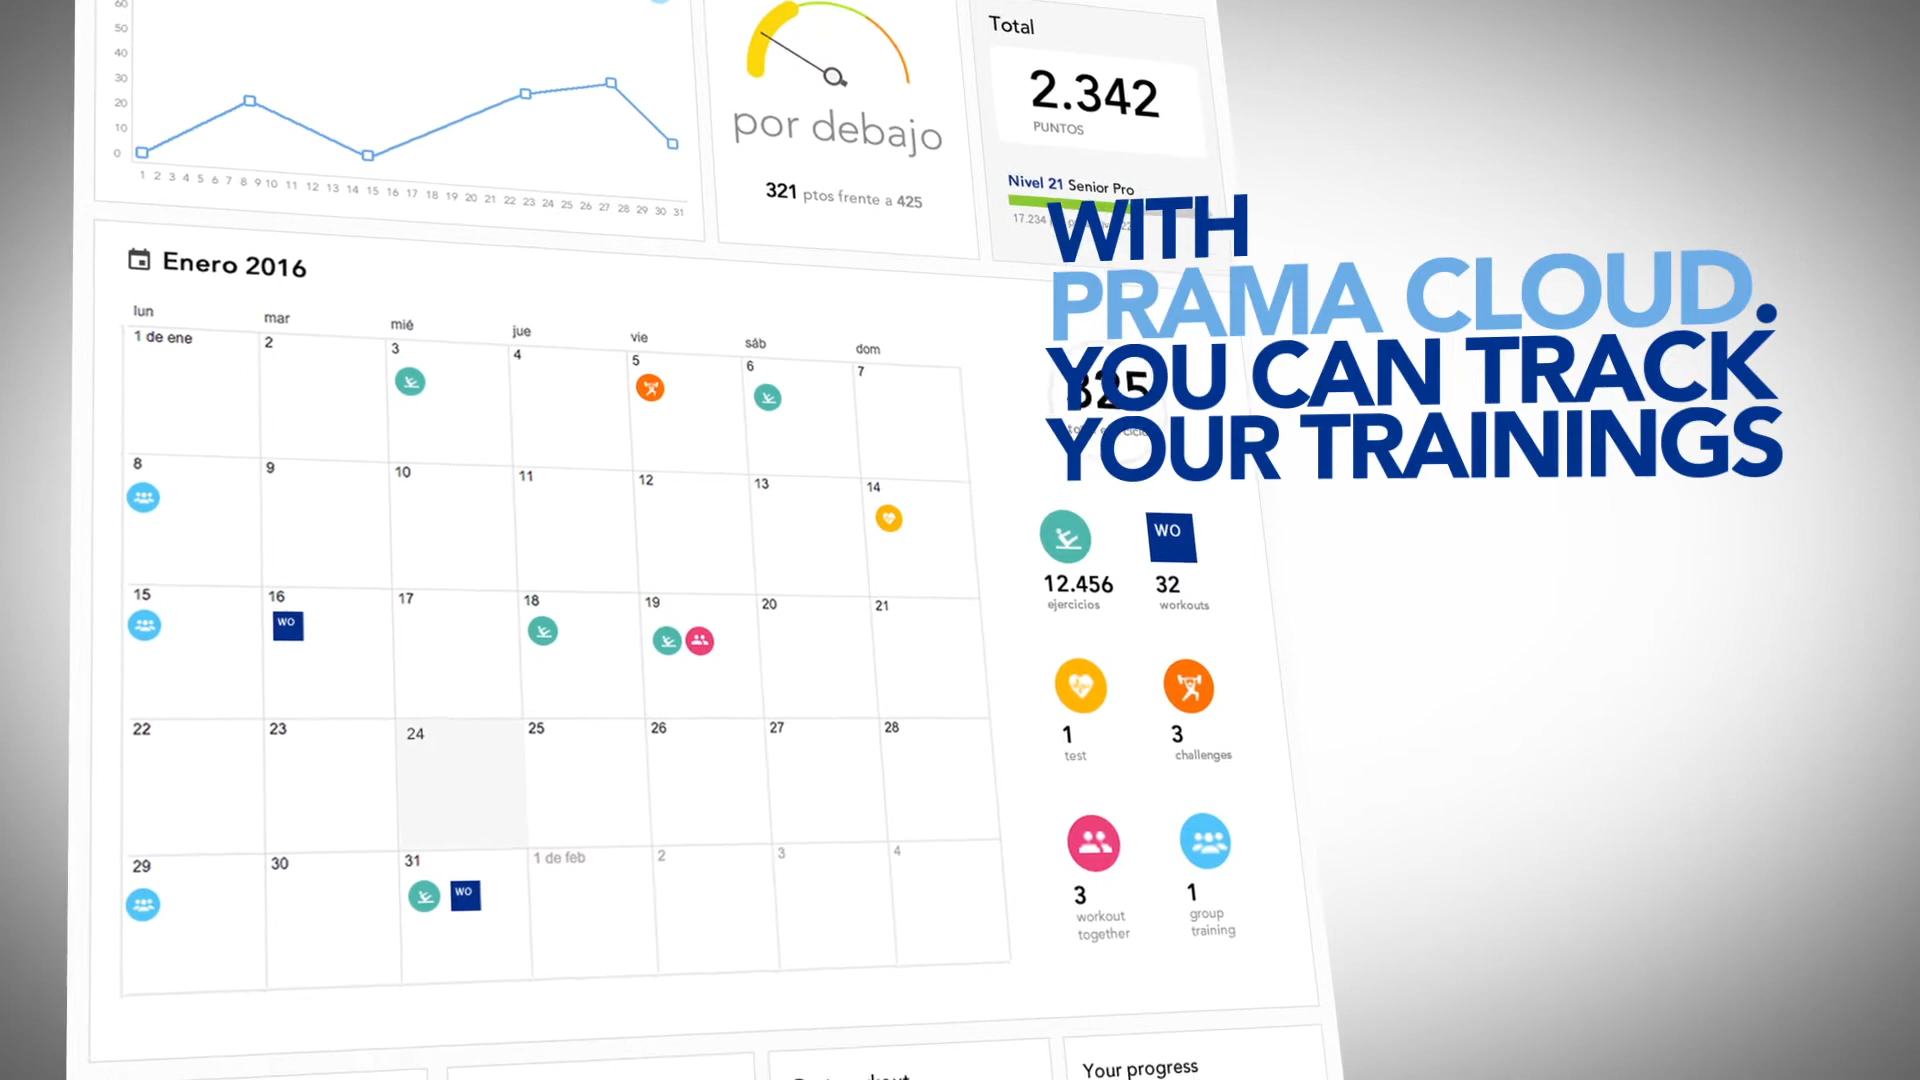 60
50
40
30
20
10
0
1 2 3 4 5 6 7 8 9 10 11 12 13 14 15 16 17 18 19 20 21 22 23 24 25 26 27 28 29 30 31
por debajo
321 ptos frente a 425
Total
2.342
PUNTOS
Nivel 21 Senior Pro
17.234
WITH
PRAMA CLOUD.
YOU CAN TRACK
YOUR TRAININGS
325
Enero 2016
lun mar mié jue vie sáb dom
1 de ene 2 3 4 5 6 7
8 9 10 11 12 13 14
15 16 17 18 19 20 21
WO
22 23 24 25 26 27 28
29 30 31 1 de feb 2 3 4
WO
WO
12.456 32
ejercicios workouts
1 3
test challenges
3 1
workout group
together training
Your progress